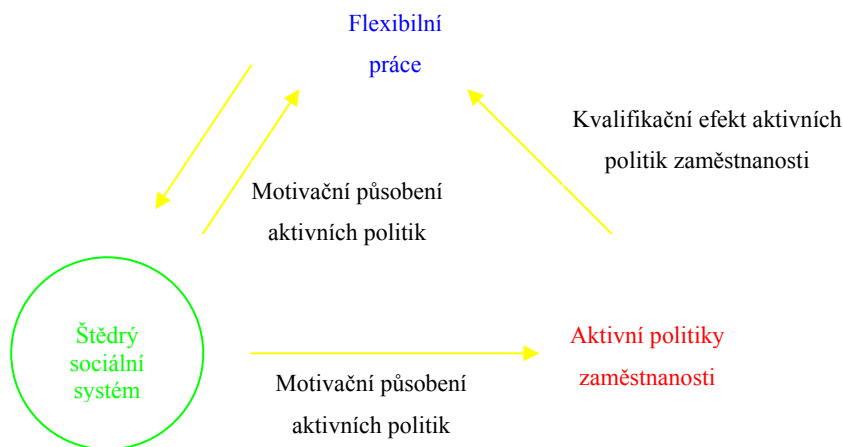 Flexibilní
práce
Kvalifikační efekt aktivních
politik zaměstnanosti
Motivační působení
aktivních politik
Štědrý
sociální
systém
Aktivní politiky
zaměstnanosti
Motivační působení
aktivních politik